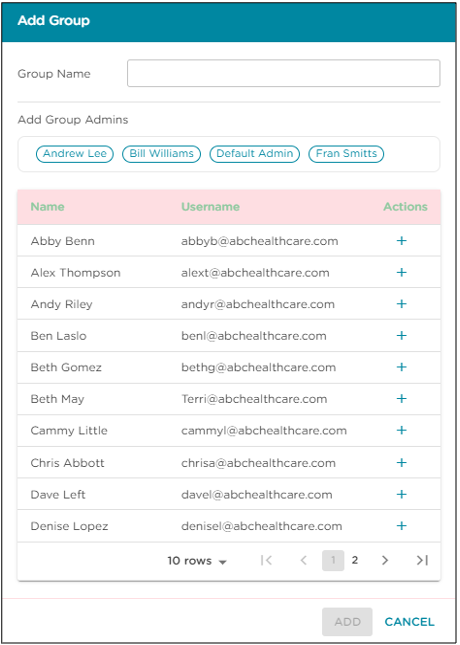 Add Group
Group Name
Add Group Admins
Andrew Lee Bill Williams Default Admin Fran Smitts
Name Username Actions
Abby Benn abbyb@abchealthcare.com +
Alex Thompson alext@abchealthcare.com +
Andy Riley andyr@abchealthcare.com +
Ben Laslo benl@abchealthcare.com +
Beth Gomez bethg@abchealthcare.com +
Beth May Terri@abchealthcare.com +
Cammy Little cammyl@abchealthcare.com +
Chris Abbott chrisa@abchealthcare.com +
Dave Left davel@abchealthcare.com +
Denise Lopez denisel@abchealthcare.com +
10 rows 1 2
ADD CANCEL